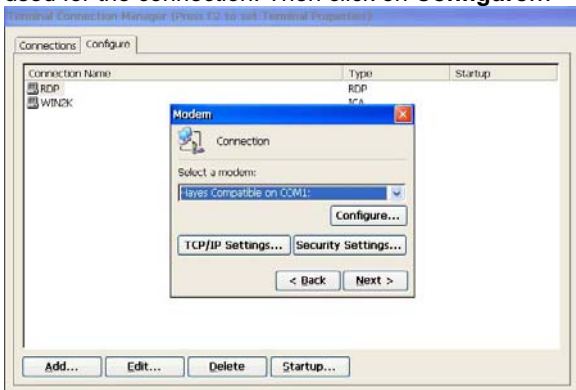 used for the connection. Then click on Configure...
Terminal Connection Manager (Press F2 to set Terminal Properties)
Connections Configure
Connection Name Type Startup
RDP RDP
WIN2K ICA
Modem
Connection
Select a modem:
Hayes Compatible on COM1:
Configure...
TCP/IP Settings... Security Settings...
< Back Next >
Add... Edit... Delete Startup...